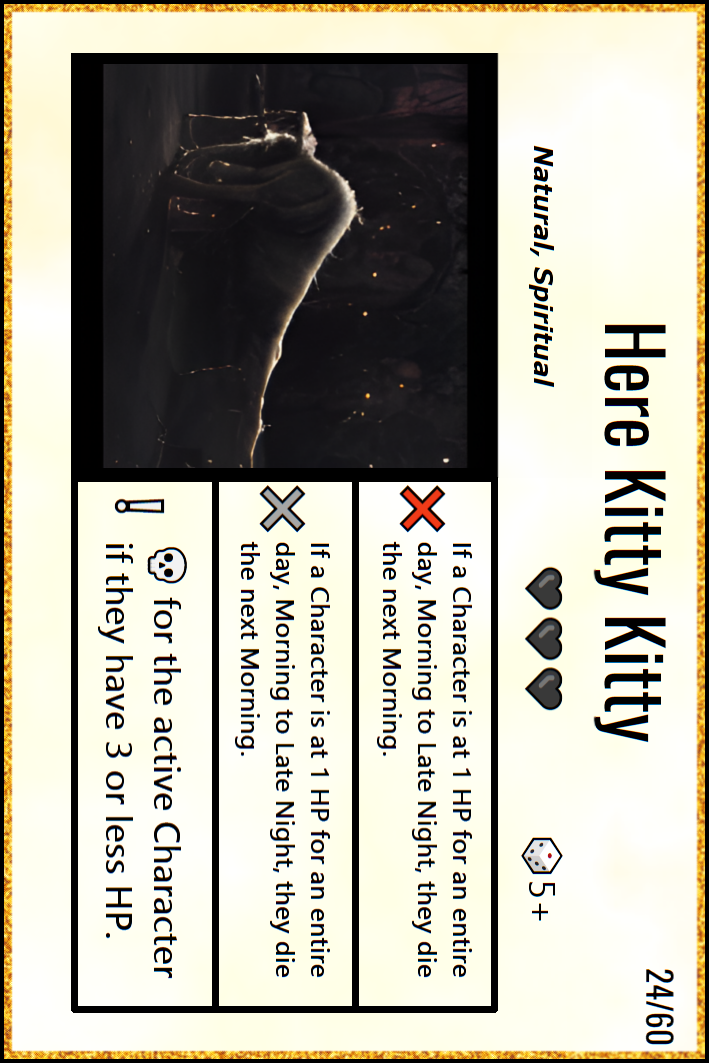 Here Kitty Kitty
24/60
Natural, Spiritual
5+
If a Character is at 1 HP for an entire
day, Morning to Late Night, they die
the next Morning.
If a Character is at 1 HP for an entire
day, Morning to Late Night, they die
the next Morning.
for the active Character
if they have 3 or less HP.